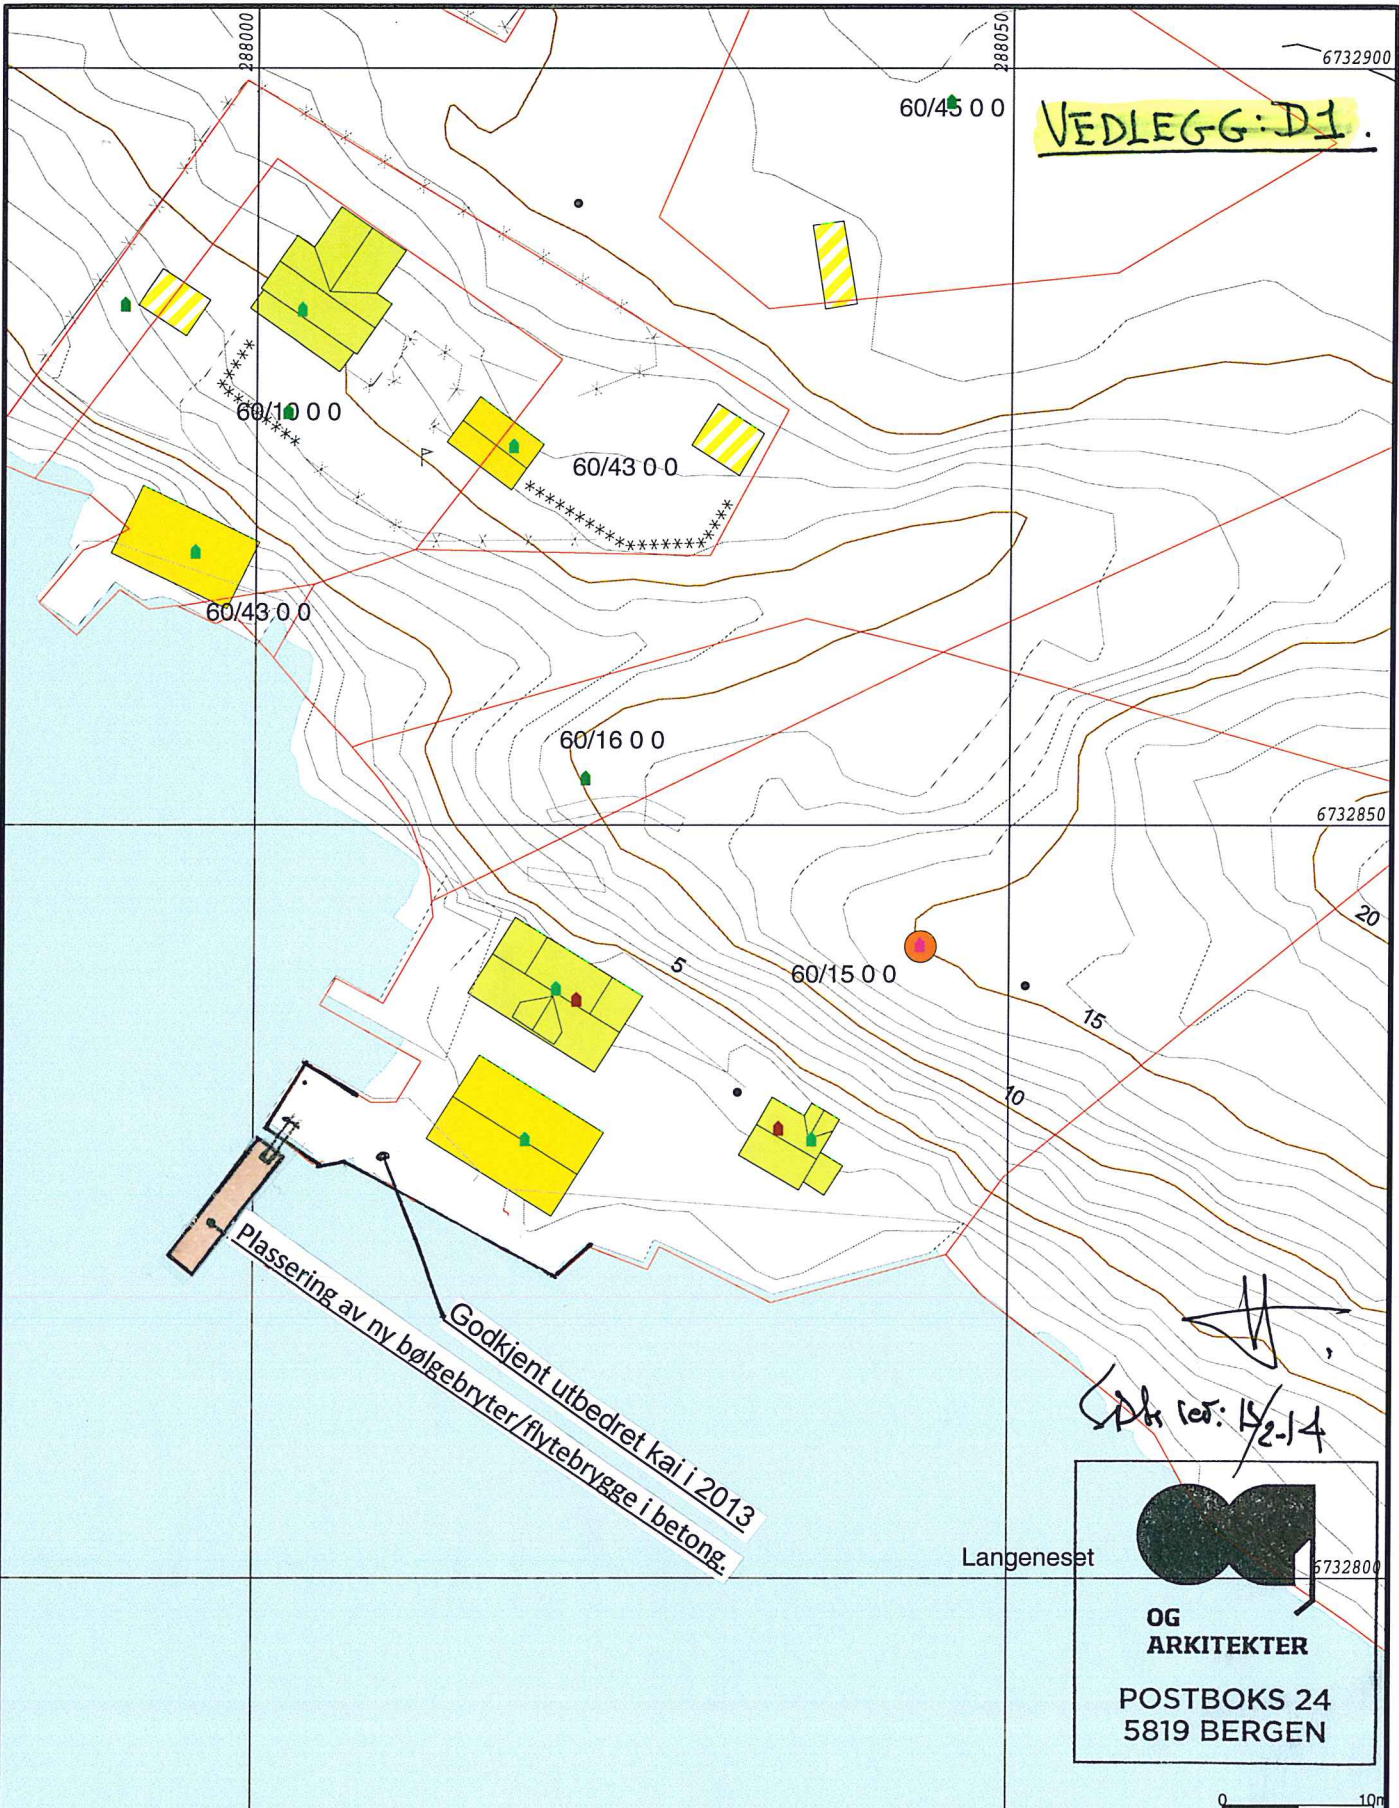 288000
288050
6732900
60/45 0 0
VEDLEGG: D1.
60/10 0 0
60/43 0 0
60/43 0 0
60/16 0 0
6732850
20
5
60/15 0 0
15
10
Plassering av ny bølgebryter/flytebrygge i betong.
Godkjent utbedret kai i 2013
Langeneset
6732800
OG
ARKITEKTER
POSTBOKS 24
5819 BERGEN
0 10m